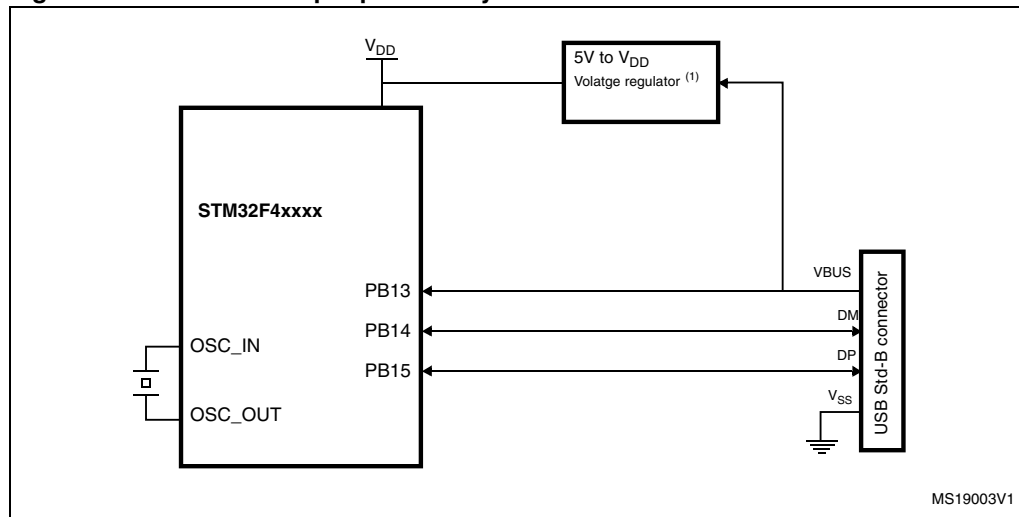 V_DD
5V to V_DD
Volatge regulator (1)
STM32F4xxxx
PB13
PB14
PB15
OSC_IN
OSC_OUT
VBUS
DM
DP
V_SS
USB Std-B connector
MS19003V1